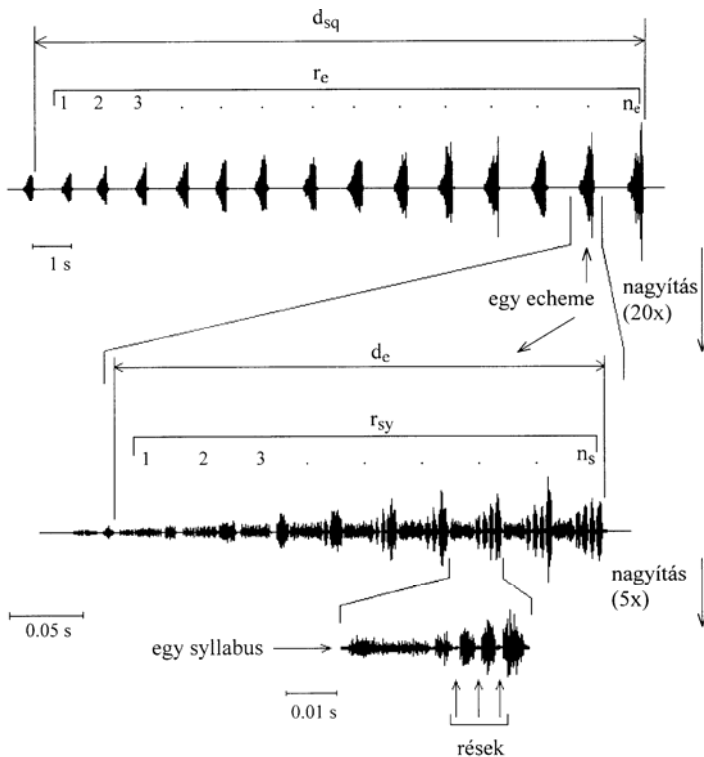 d_sq
r_e
1 2 3 . . . . . . . . . . n_e
1 s
egy echeme
nagyítás
(20x)
d_e
r_sy
1 2 3 . . . . . n_s
0.05 s
nagyítás
(5x)
egy syllabus
0.01 s
rések